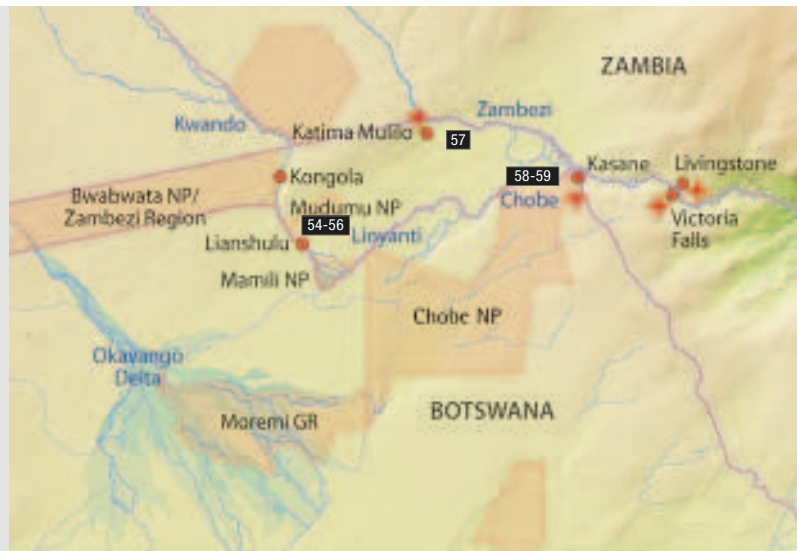 ZAMBIA
Zambezi
Kwando
Katima Mulilo
57
Kongola
58-59
Kasane
Livingstone
Bwabwata NP/
Zambezi Region
Mudumu NP
Chobe
54-56
Victoria
Falls
Lianshulu
Linyanti
Mamili NP
Chobe NP
Okavango
Delta
Moremi GR
BOTSWANA